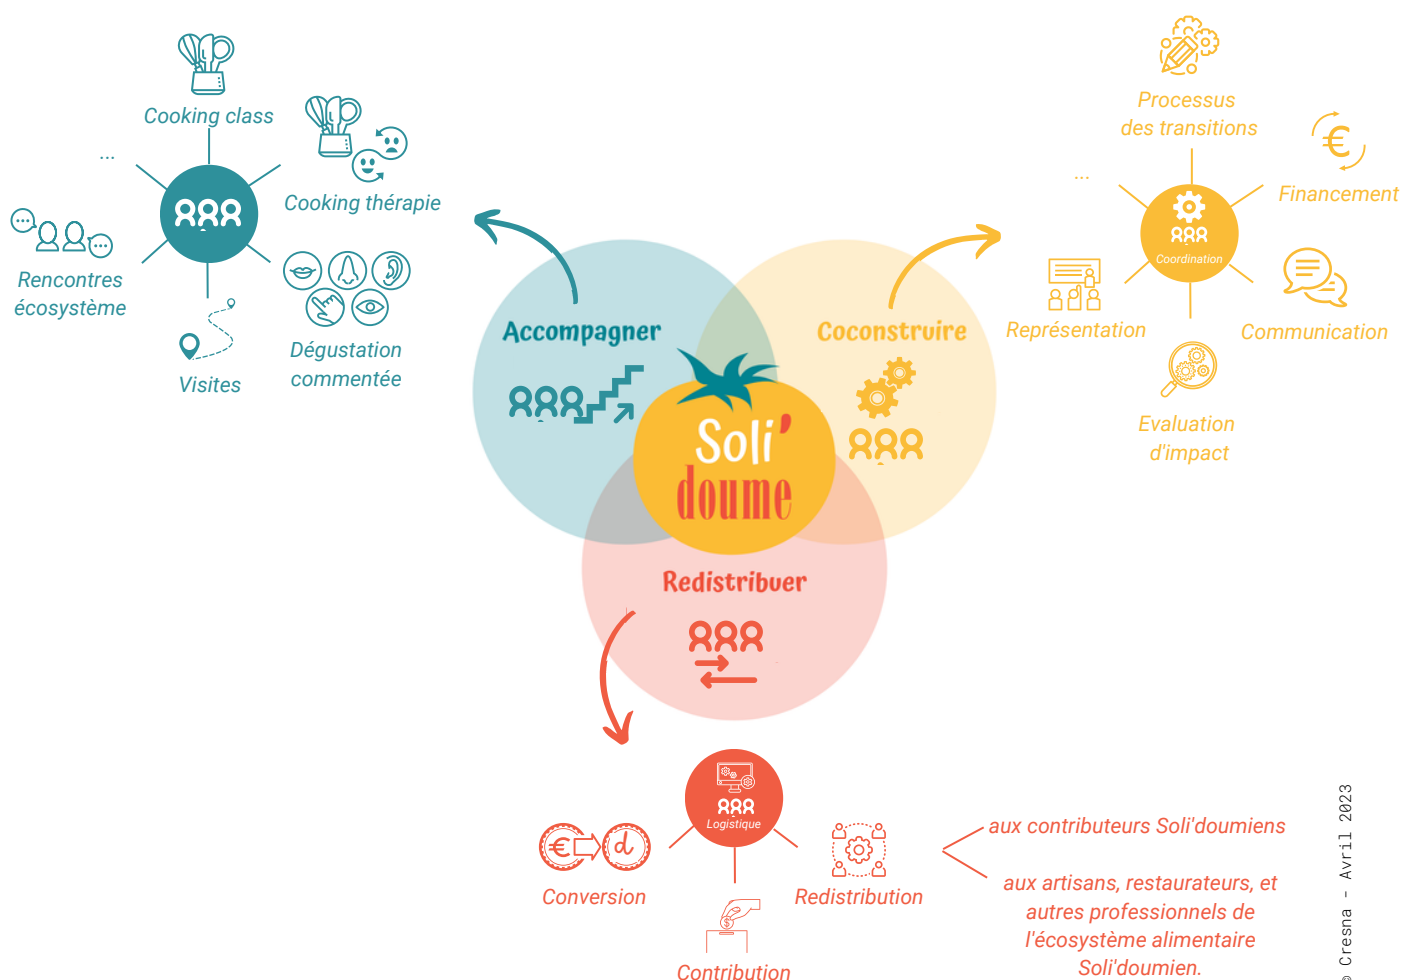 Cooking class
...
Cooking thérapie
Rencontres
écosystème
Dégustation
commentée
Visites
Processus
des transitions
...
Financement
€
Coordination
Représentation
Communication
Evaluation
d'impact
Accompagner
Coconstruire
Soli'
doume
Redistribuer
Logistique
€
d
Conversion
$
Contribution
Redistribution
aux contributeurs Soli'doumiens
aux artisans, restaurateurs, et
autres professionnels de
l'écosystème alimentaire
Soli'doumien.
© Cresna - Avril 2023